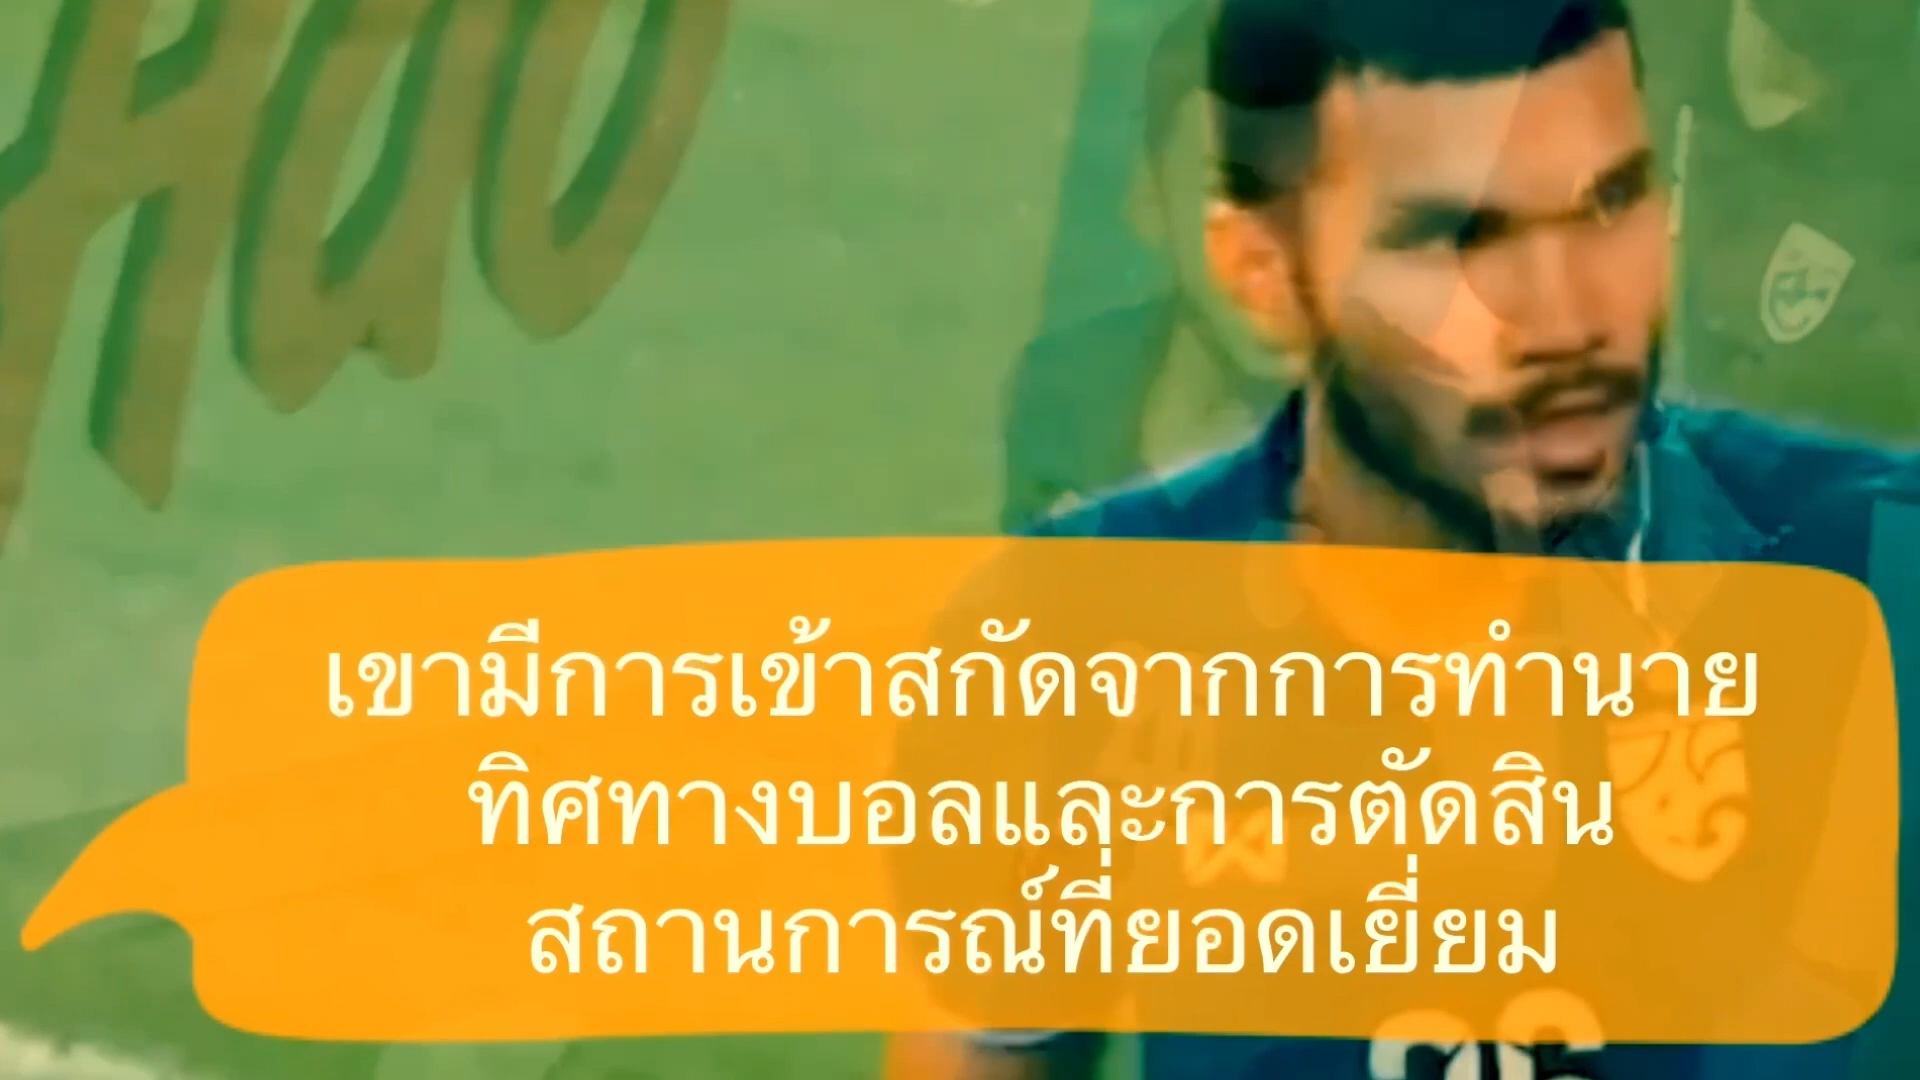 เขามีการเข้าสกัดจากการทำนาย
ทิศทางบอลและการตัดสิน
สถานการณ์ที่ยอดเยี่ยม